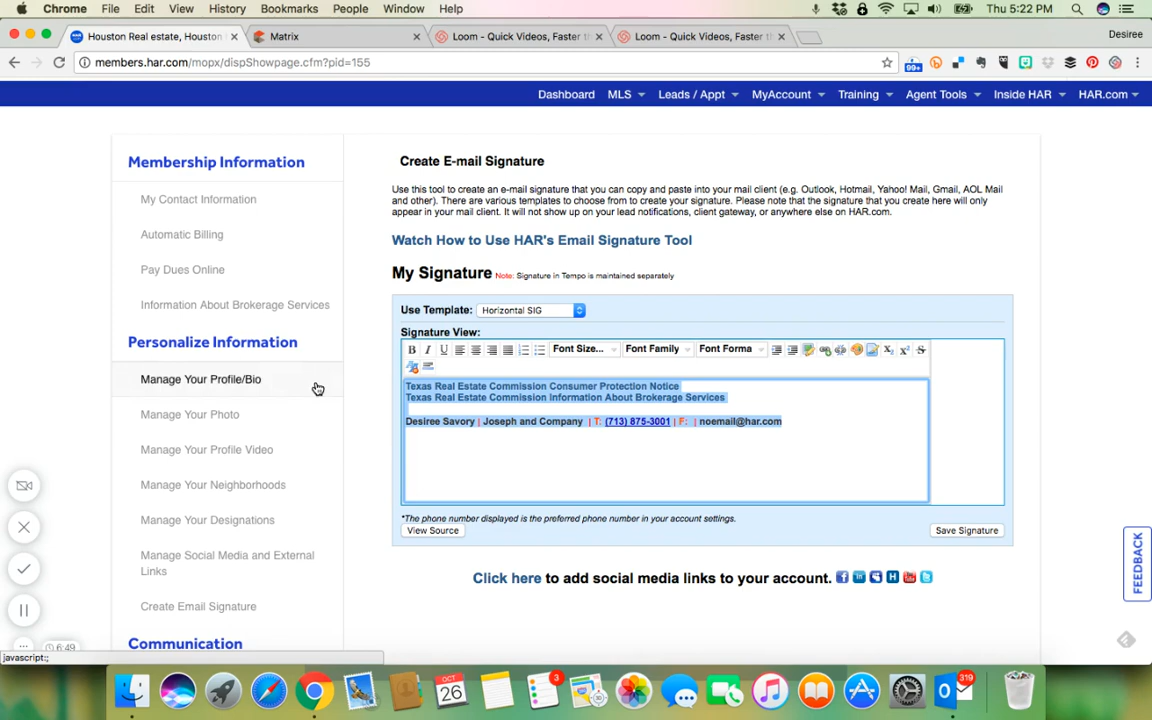 Chrome File Edit View History Bookmarks People Window Help Thu 5:22 PM
Houston Real estate, Houston
Matrix
Loom - Quick Videos, Faster th
Loom - Quick Videos, Faster th
Desiree
members.har.com/mopx/dispShowpage.cfm?pid=155
99+
Dashboard MLS Leads / Appt MyAccount Training Agent Tools Inside HAR HAR.com
Membership Information
My Contact Information
Automatic Billing
Pay Dues Online
Information About Brokerage Services
Personalize Information
Manage Your Profile/Bio
Manage Your Photo
Manage Your Profile Video
Manage Your Neighborhoods
Manage Your Designations
Manage Social Media and External
Links
Create Email Signature
Communication
Create E-mail Signature
Use this tool to create an e-mail signature that you can copy and paste into your mail client (e.g. Outlook, Hotmail, Yahoo! Mail, Gmail, AOL Mail
and other). There are various templates to choose from to create your signature. Please note that the signature that you create here will only
appear in your mail client. It will not show up on your lead notifications, client gateway, or anywhere else on HAR.com.
Watch How to Use HAR's Email Signature Tool
My Signature Note: Signature in Tempo is maintained separately
Use Template: Horizontal SIG
Signature View:
B I U Font Size... Font Family Font Forma X₂ X² S
Texas Real Estate Commission Consumer Protection Notice
Texas Real Estate Commission Information About Brokerage Services
Desiree Savory | Joseph and Company | T: (713) 875-3001 | F: | noemail@har.com
*The phone number displayed is the preferred phone number in your account settings.
View Source Save Signature
Click here to add social media links to your account.
FEEDBACK
6:49
javascript:;
OCT
26
3
319